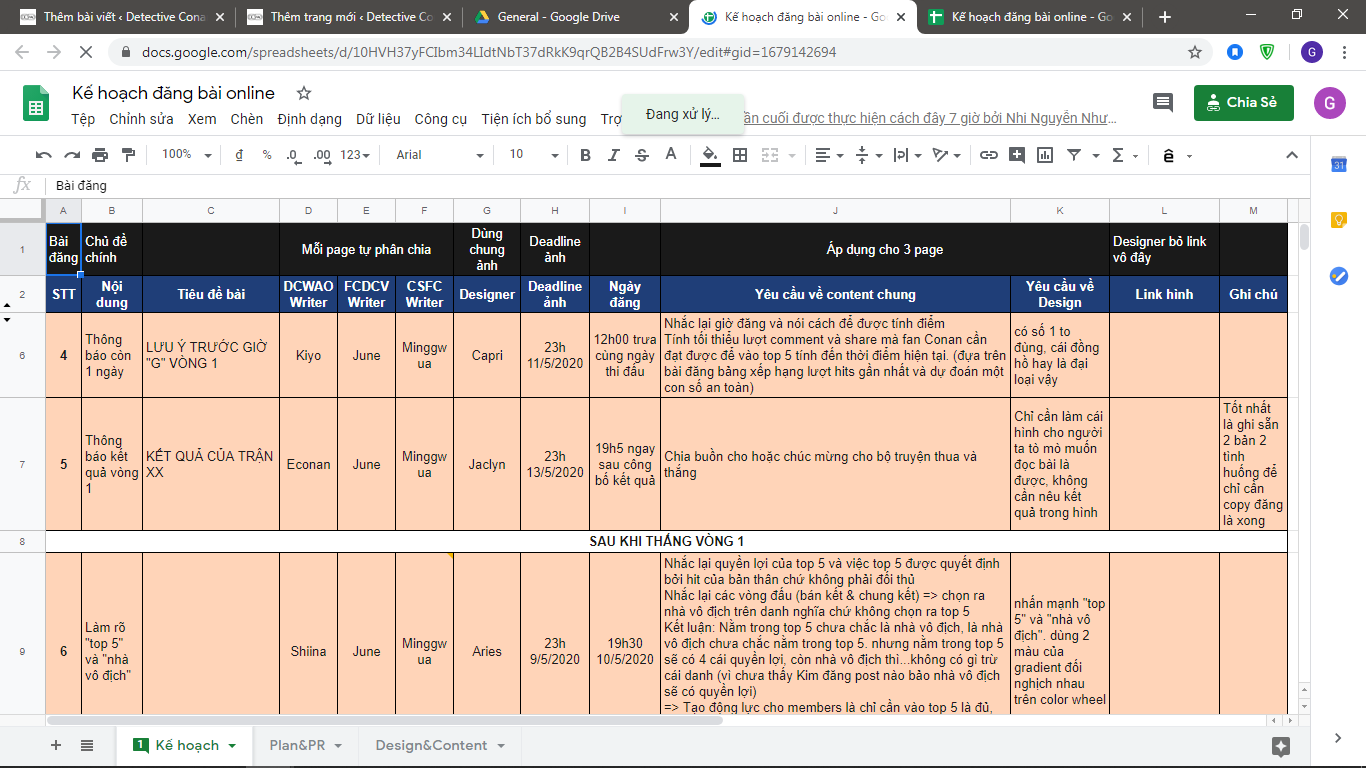 Thêm bài viết ‹ Detective Cona
Thêm trang mới ‹ Detective Co
General - Google Drive
Kế hoạch đăng bài online - Go
Kế hoạch đăng bài online - Go
docs.google.com/spreadsheets/d/10HVH37yFCIbm34LIdtNbT37dRkK9qrQB2B4SUdFrw3Y/edit#gid=1679142694
G
Kế hoạch đăng bài online
Đang xử lý...
Chia Sẻ
G
Tệp Chỉnh sửa Xem Chèn Định dạng Dữ liệu Công cụ Tiện ích bổ sung Trợ
ần cuối được thực hiện cách đây 7 giờ bởi Nhi Nguyễn Như…
100% đ % .0 .00 123 Arial 10 B I S A ê
31
fx Bài đăng
A B C D E F G H I J K L M
1
Bài đăng
Chủ đề chính
Mỗi page tự phân chia
Dùng chung ảnh
Deadline ảnh
Áp dụng cho 3 page
Designer bỏ link vô đây
2
STT
Nội dung
Tiêu đề bài
DCWAO Writer
FCDCV Writer
CSFC Writer
Designer
Deadline ảnh
Ngày đăng
Yêu cầu về content chung
Yêu cầu về Design
Link hình
Ghi chú
6
4
Thông báo còn 1 ngày
LƯU Ý TRƯỚC GIỜ "G" VÒNG 1
Kiyo
June
Minggwua
Capri
23h 11/5/2020
12h00 trưa cùng ngày thi đấu
Nhắc lại giờ đăng và nói cách để được tính điểm
Tính tối thiểu lượt comment và share mà fan Conan cần
đạt được để vào top 5 tính đến thời điểm hiện tại. (dựa trên
bài đăng bảng xếp hạng lượt hits gần nhất và dự đoán một
con số an toàn)
có số 1 to đùng, cái đồng hồ hay là đại loại vậy
7
5
Thông báo kết quả vòng 1
KẾT QUẢ CỦA TRẬN XX
Econan
June
Minggwua
Jaclyn
23h 13/5/2020
19h5 ngay sau công bố kết quả
Chia buồn cho hoặc chúc mừng cho bộ truyện thua và
thắng
Chỉ cần làm cái hình cho người ta tò mò muốn đọc bài là được, không cần nêu kết quả trong hình
Tốt nhất là ghi sẵn 2 bản 2 tình huống để chỉ cần copy đăng là xong
8
SAU KHI THẮNG VÒNG 1
9
6
Làm rõ "top 5" và "nhà vô địch"
Shiina
June
Minggwua
Aries
23h 9/5/2020
19h30 10/5/2020
Nhắc lại quyền lợi của top 5 và việc top 5 được quyết định
bởi hit của bản thân chứ không phải đối thủ
Nhắc lại các vòng đấu (bán kết & chung kết) => chọn ra
nhà vô địch trên danh nghĩa chứ không chọn ra top 5
Kết luận: Nằm trong top 5 chưa chắc là nhà vô địch, là nhà
vô địch chưa chắc nằm trong top 5. nhưng nằm trong top 5
sẽ có 4 cái quyền lợi, còn nhà vô địch thì...không có gì trừ
cái danh (vì chưa thấy Kim đăng post nào bảo nhà vô địch
sẽ có quyền lợi)
=> Tạo động lực cho members là chỉ cần vào top 5 là đủ,
nhấn mạnh "top 5" và "nhà vô địch". dùng 2 màu của gradient đối nghịch nhau trên color wheel
1 Kế hoạch
Plan&PR
Design&Content